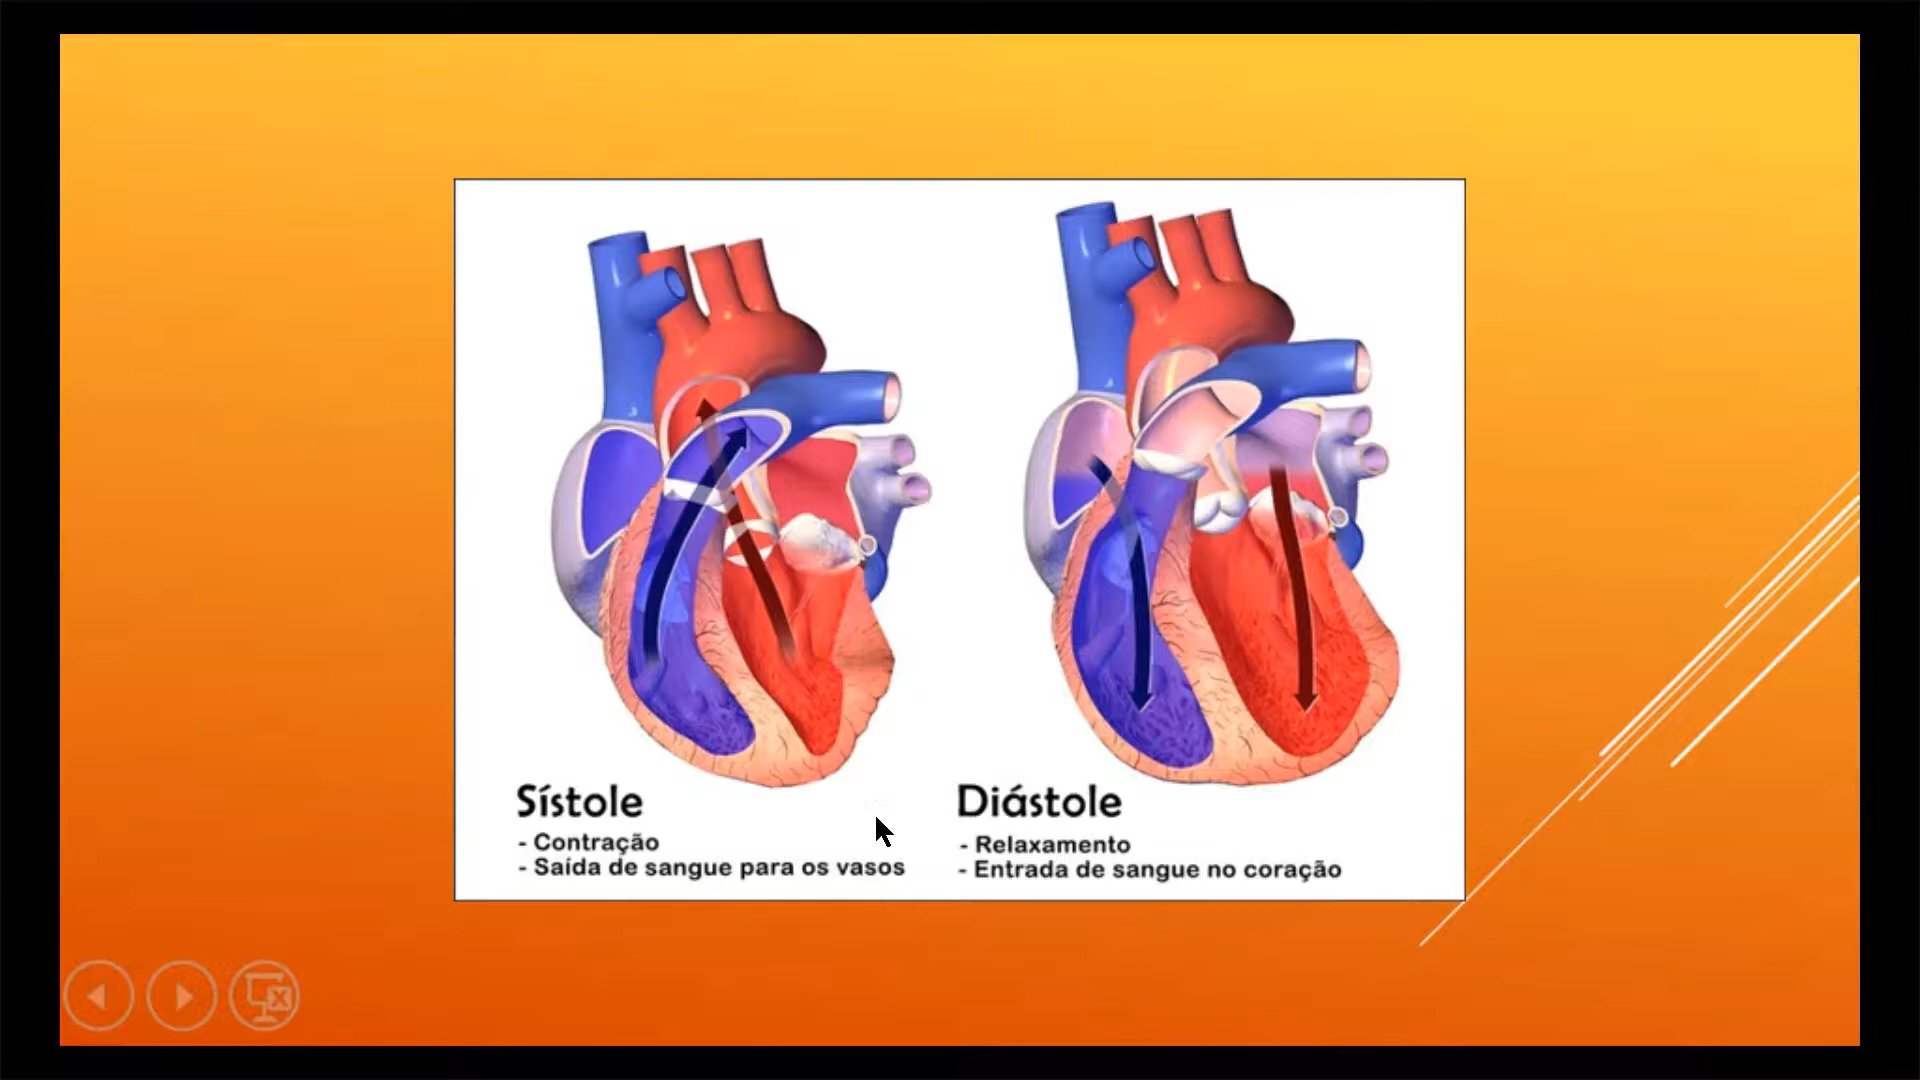 Sístole
- Contração
- Saída de sangue para os vasos
Diástole
- Relaxamento
- Entrada de sangue no coração